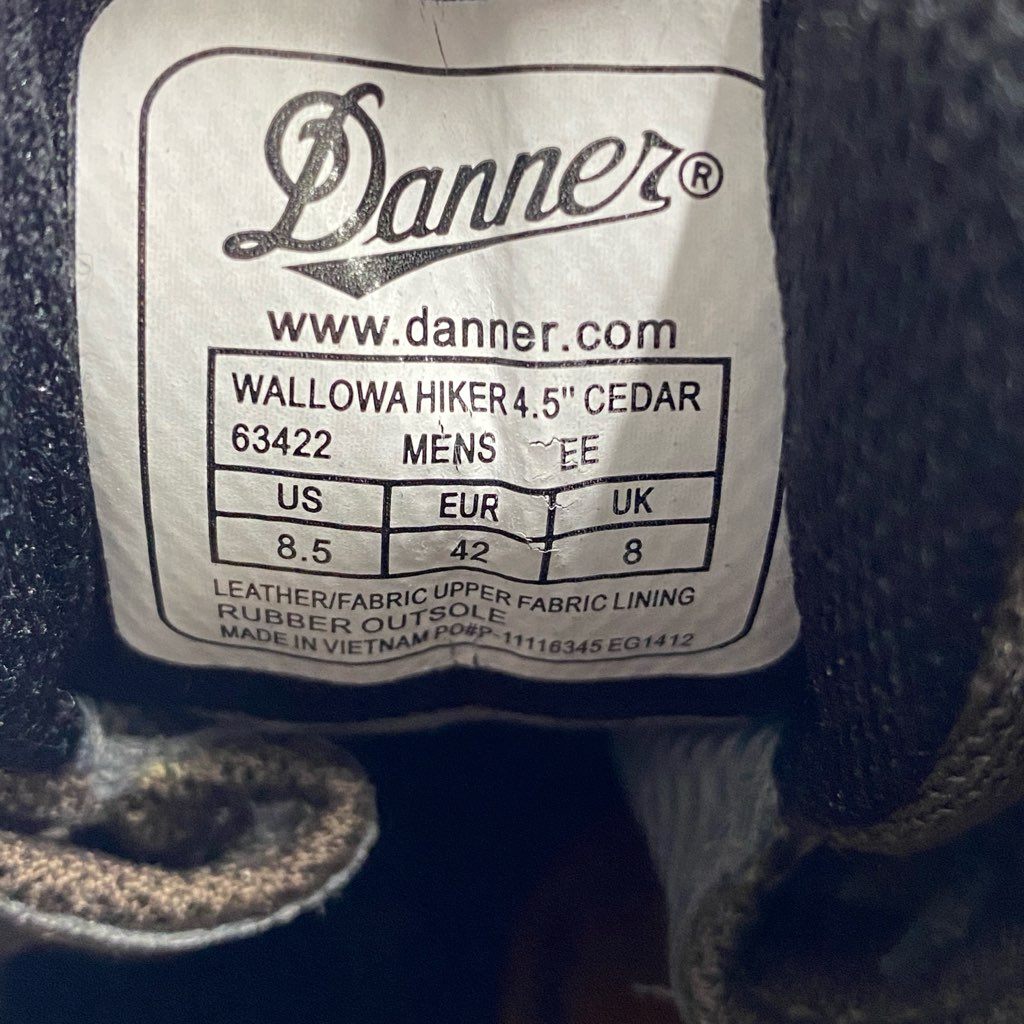 Danner®
www.danner.com
WALLOWA HIKER 4.5" CEDAR
63422 MENS EE
US EUR UK
8.5 42 8
LEATHER/FABRIC UPPER FABRIC LINING
RUBBER OUTSOLE
MADE IN VIETNAM PO#P-11116345 EG1412